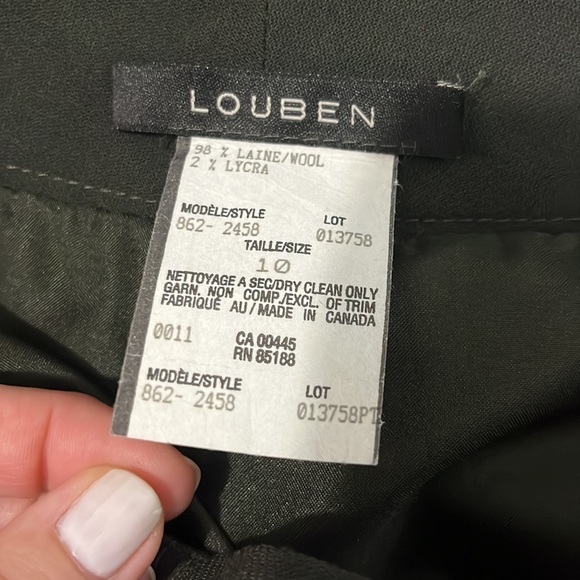 LOUBEN
98 % LAINE/WOOL
2 % LYCRA
MODÈLE/STYLE LOT
862- 2458 013758
TAILLE/SIZE
10
NETTOYAGE A SEC/DRY CLEAN ONLY
GARN. NON COMP./EXCL. OF TRIM
FABRIQUÉ AU/MADE IN CANADA
0011 CA 00445
RN 85188
MODÈLE/STYLE LOT
862- 2458 013758PT